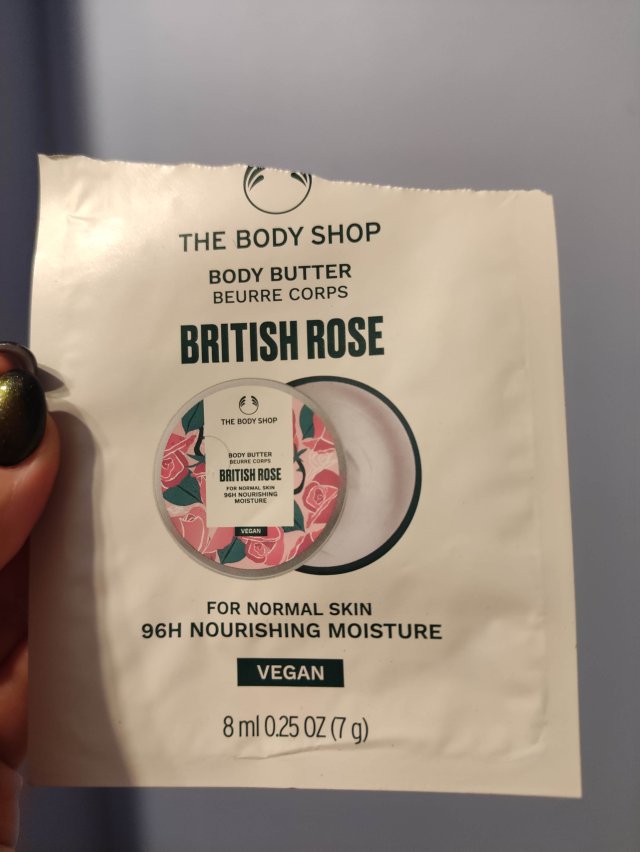 THE BODY SHOP
BODY BUTTER
BEURRE CORPS
BRITISH ROSE
THE BODY SHOP
BODY BUTTER
BEURRE CORPS
BRITISH ROSE
FOR NORMAL SKIN
96H NOURISHING
MOISTURE
VEGAN
FOR NORMAL SKIN
96H NOURISHING MOISTURE
VEGAN
8 ml 0.25 OZ (7 g)